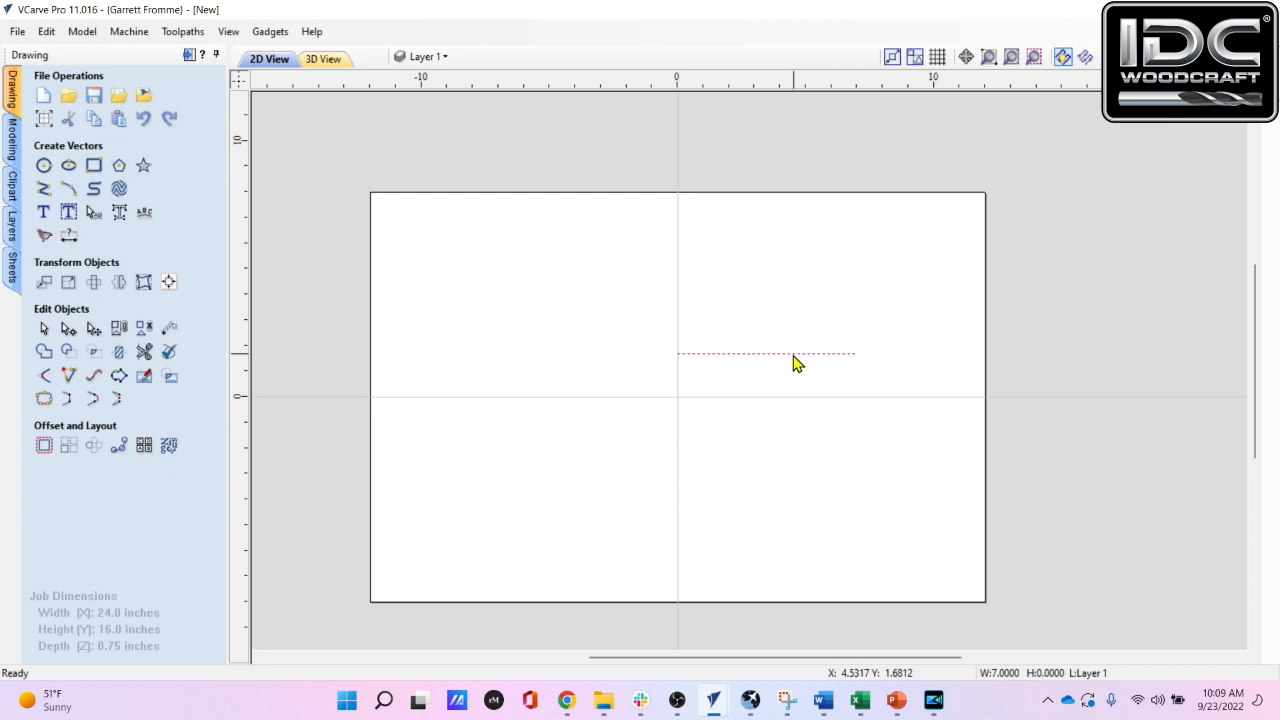 VCarve Pro 11.016 - {Garrett Fromme} - [New]
File Edit Model Machine Toolpaths View Gadgets Help
Drawing
2D View 3D View Layer 1
IDC
WOODCRAFT
®
-10 0 10
10
0
Drawing
Modeling
Clipart
Layers
Sheets
File Operations
Create Vectors
Transform Objects
Edit Objects
Offset and Layout
Job Dimensions
Width (X): 24.0 inches
Height (Y): 16.0 inches
Depth (Z): 0.75 inches
Ready
X: 4.5317 Y: 1.6812
W:7.0000 H:0.0000 L:Layer 1
51°F
Sunny
10:09 AM
9/23/2022